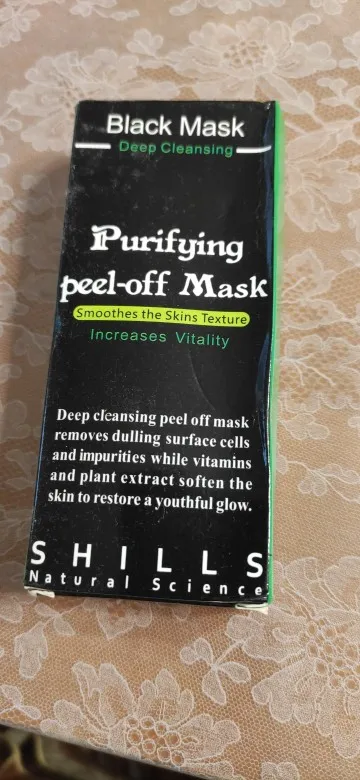 Black Mask
Deep Cleansing
Purifying
peel-off Mask
Smoothes the Skins Texture
Increases Vitality
Deep cleansing peel off mask
removes dulling surface cells
and impurities while vitamins
and plant extract soften the
skin to restore a youthful glow.
SHILLS
Natural Science